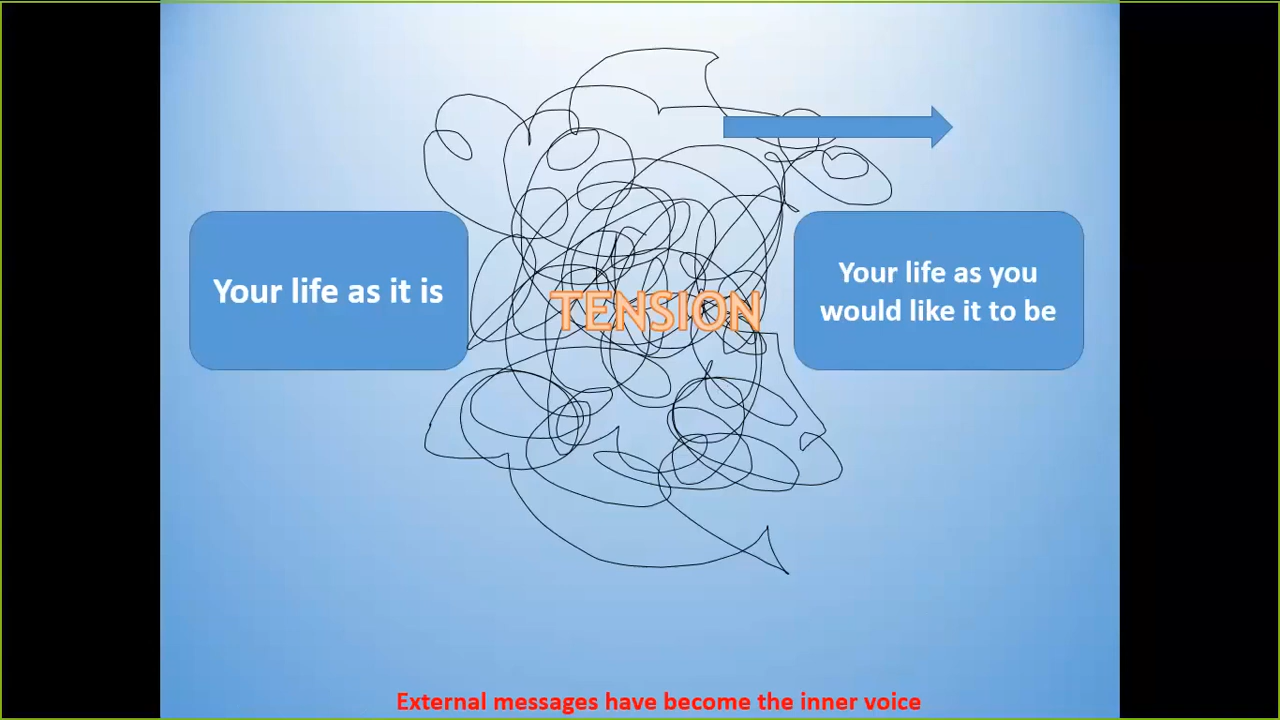 Your life as it is
Your life as you
would like it to be
TENSION
External messages have become the inner voice